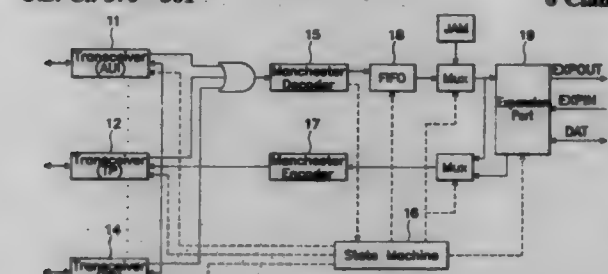 11
15
18
JAM
19
Transceiver
(AUI)
Manchester
Decoder
FIFO
Mux
Expansion
Port
EXPOUT
EXPIN
DAT
12
17
Transceiver
(TP)
Manchester
Encoder
Mux
16
14
State Machine
Transceiver